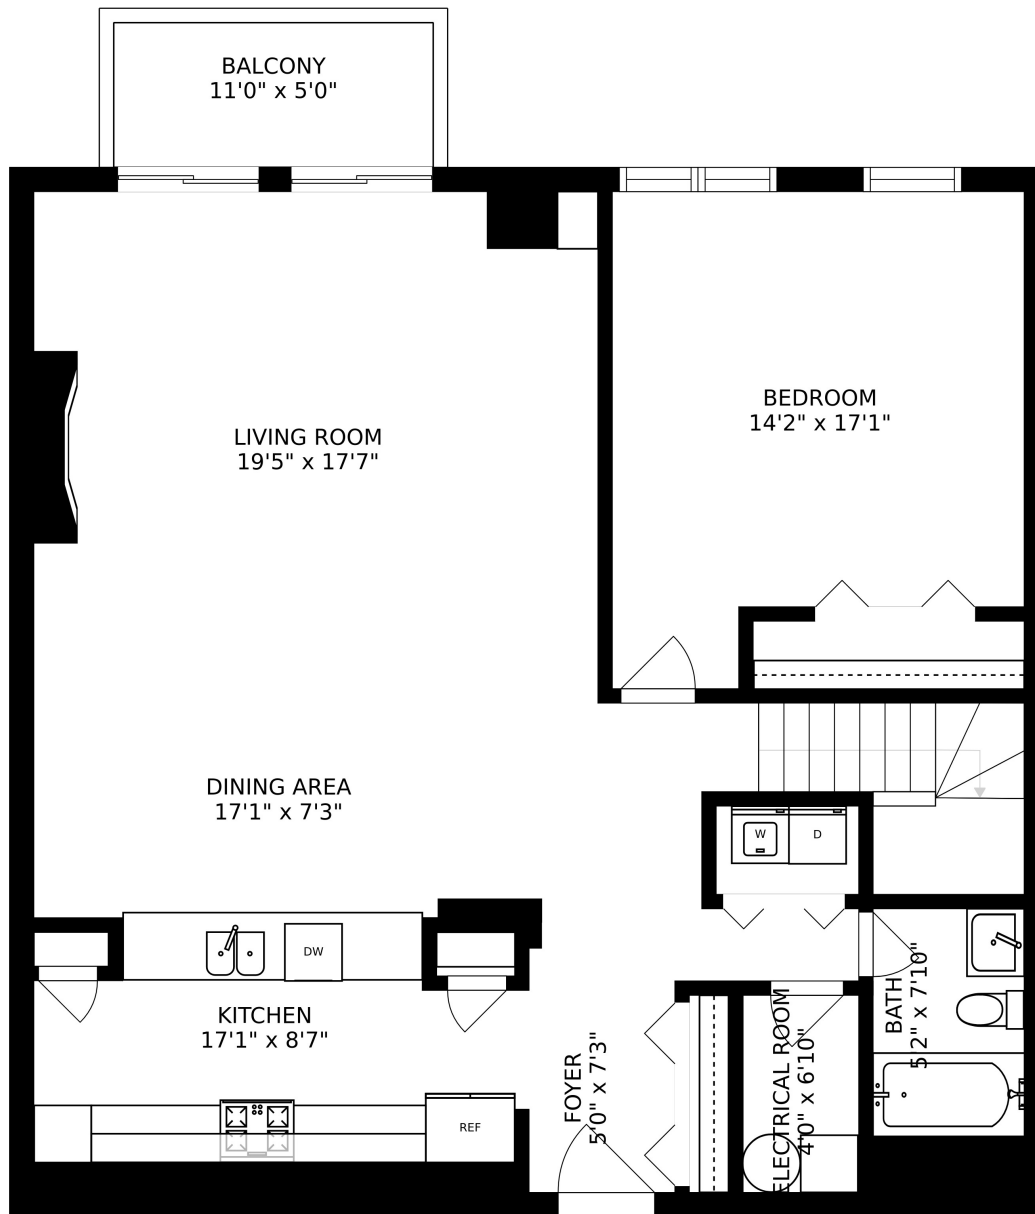 BALCONY
11'0" x 5'0"
BEDROOM
14'2" x 17'1"
LIVING ROOM
19'5" x 17'7"
DINING AREA
17'1" x 7'3"
W
D
DW
KITCHEN
17'1" x 8'7"
REF
FOYER
5'0" x 7'3"
ELECTRICAL ROOM
4'0" x 6'10"
BATH
5'2" x 7'10"